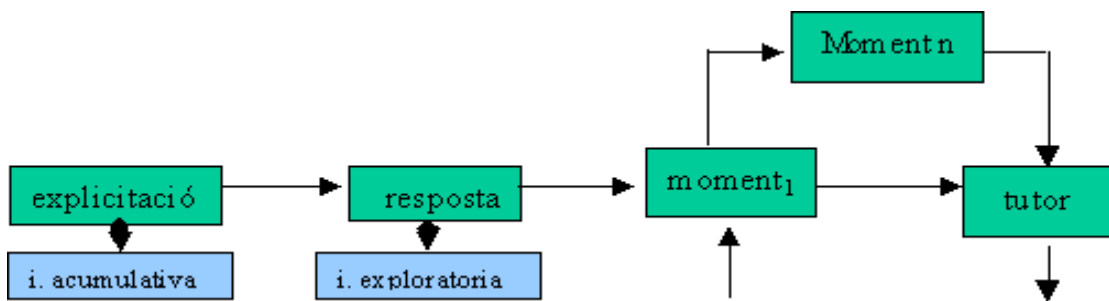 Moment n
explicitació
resposta
moment1
tutor
i. acumulativa
i. exploratoria